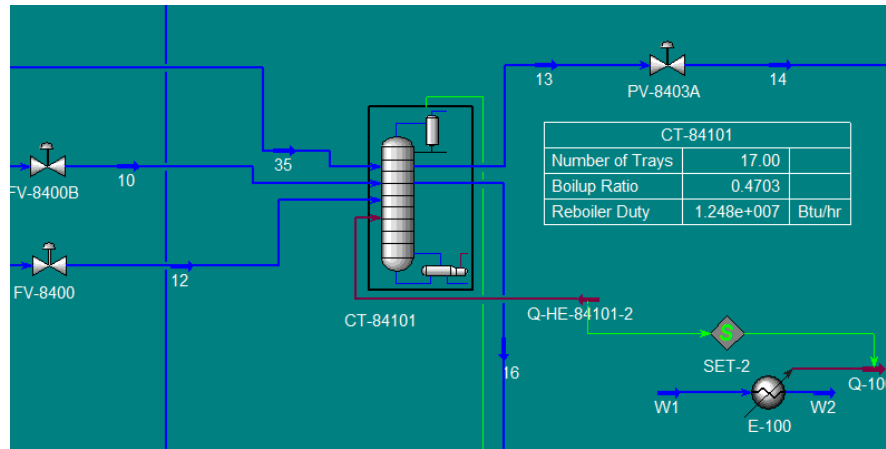 13
14
PV-8403A
CT-84101
Number of Trays 17.00
Boilup Ratio 0.4703
Reboiler Duty 1.248e+007 Btu/hr
35
FV-8400B
10
FV-8400
12
CT-84101
Q-HE-84101-2
S
SET-2
16
W1
W2
E-100
Q-10